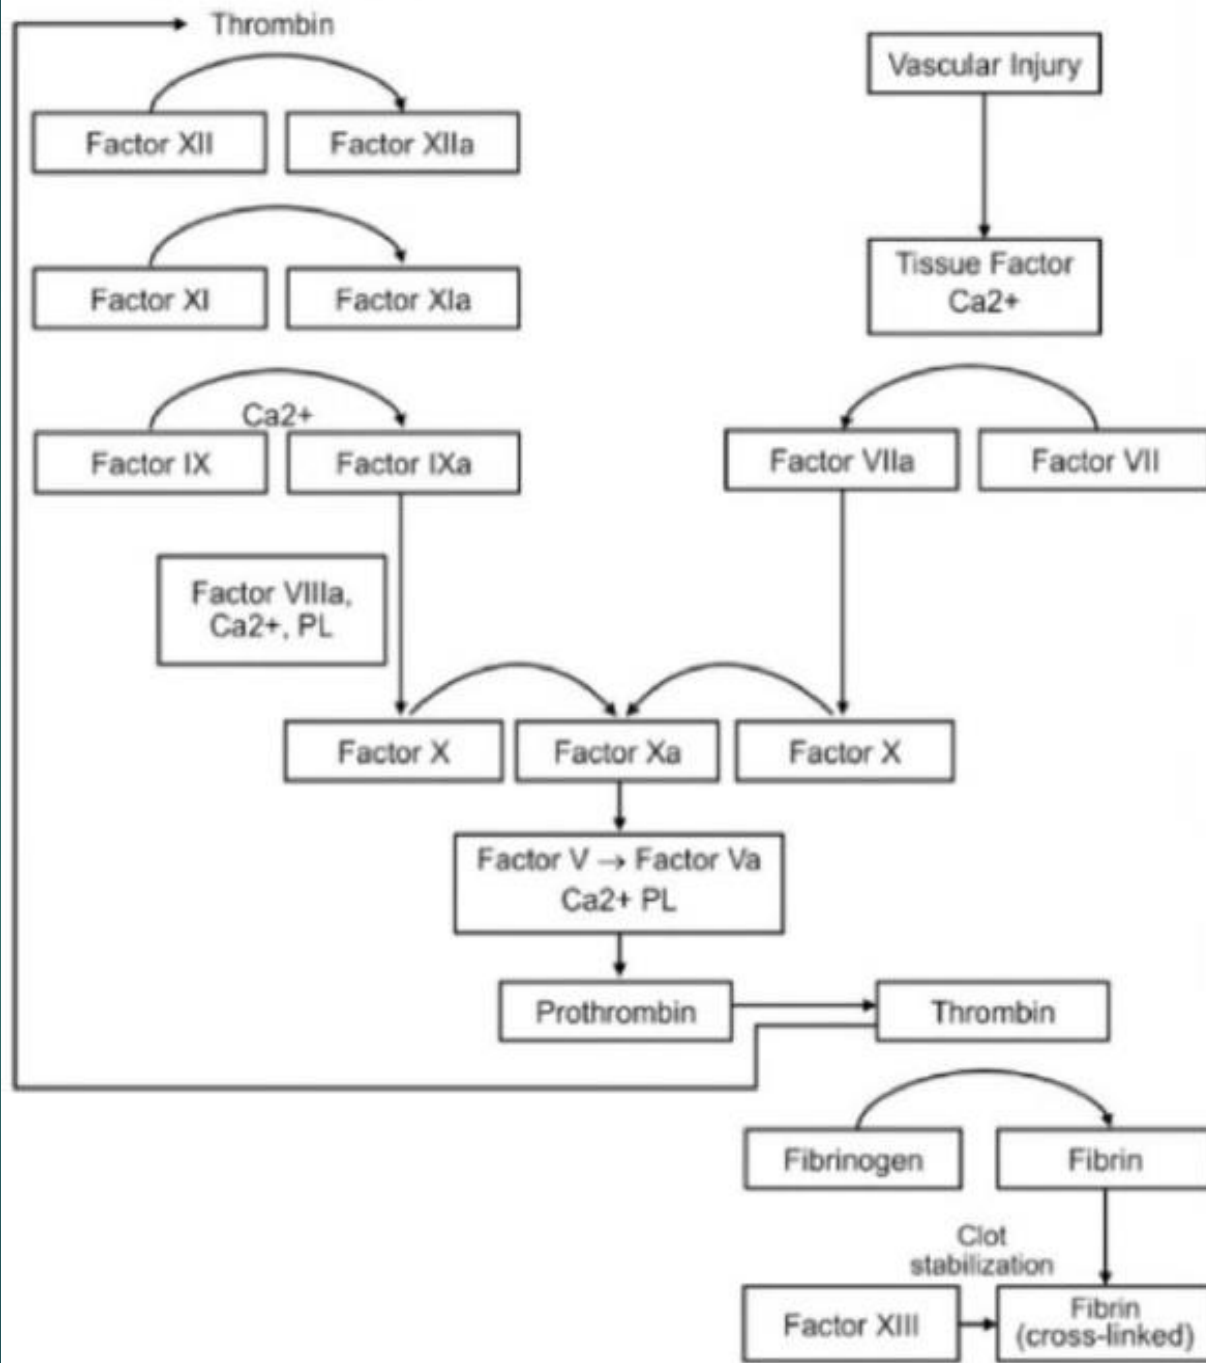 Thrombin
Vascular Injury
Factor XII
Factor XIIa
Tissue Factor
Ca2+
Factor XI
Factor XIa
Ca2+
Factor IX
Factor IXa
Factor VIIa
Factor VII
Factor VIIIa,
Ca2+, PL
Factor X
Factor Xa
Factor X
Factor V → Factor Va
Ca2+ PL
Prothrombin
Thrombin
Fibrinogen
Fibrin
Clot
stabilization
Factor XIII
Fibrin
(cross-linked)